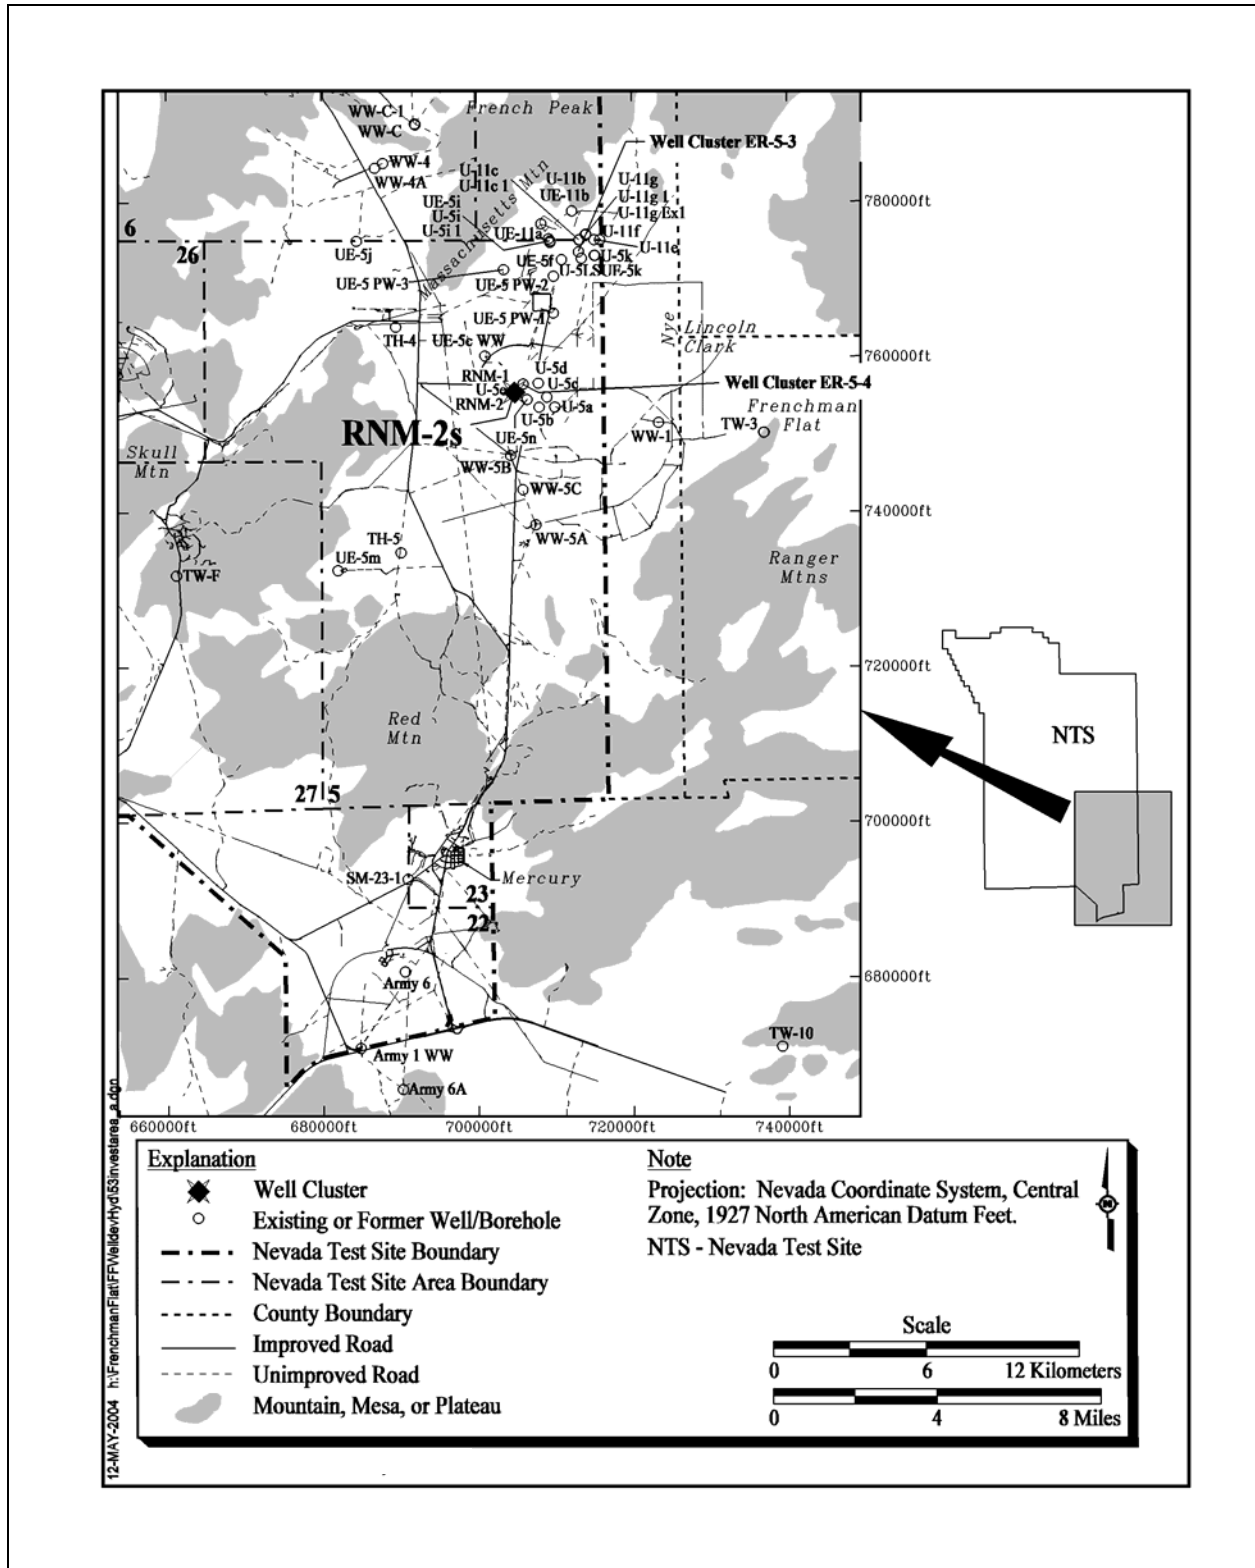 WW-C-1
WW-C
French Peak
Well Cluster ER-5-3
WW-4
WW-4A
U-11c
U-11c 1
Massachusetts Mtn
U-11b
UE-11b
U-11g
U-11g 1
U-11g Ex1
780000ft
UE-5i
U-5i
U-5i 1
UE-11a
U-11f
U-11e
6
26
UE-5j
UE-5f
U-5k
U-5LS
UE-5k
UE-5 PW-3
UE-5 PW-2
UE-5 PW-1
TH-4
UE-5c WW
Nye
Lincoln
Clark
760000ft
U-5d
RNM-1
U-5e
U-5c
Well Cluster ER-5-4
RNM-2
U-5a
U-5b
Frenchman
Flat
TW-3
WW-1
RNM-2s
UE-5n
Skull
Mtn
WW-5B
WW-5C
740000ft
WW-5A
TH-5
UE-5m
TW-F
Ranger
Mtns
720000ft
Red
Mtn
NTS
27
5
700000ft
SM-23-1
Mercury
23
22
680000ft
Army 6
TW-10
Army 1 WW
Army 6A
660000ft
680000ft
700000ft
720000ft
740000ft
Explanation
Well Cluster
Existing or Former Well/Borehole
Nevada Test Site Boundary
Nevada Test Site Area Boundary
County Boundary
Improved Road
Unimproved Road
Mountain, Mesa, or Plateau
Note
Projection: Nevada Coordinate System, Central
Zone, 1927 North American Datum Feet.
NTS - Nevada Test Site
N
Scale
0 6 12 Kilometers
0 4 8 Miles
12-MAY-2004 h:\FrenchmanFlat\FFWelldev\Hyd\53investarea_a.dgn